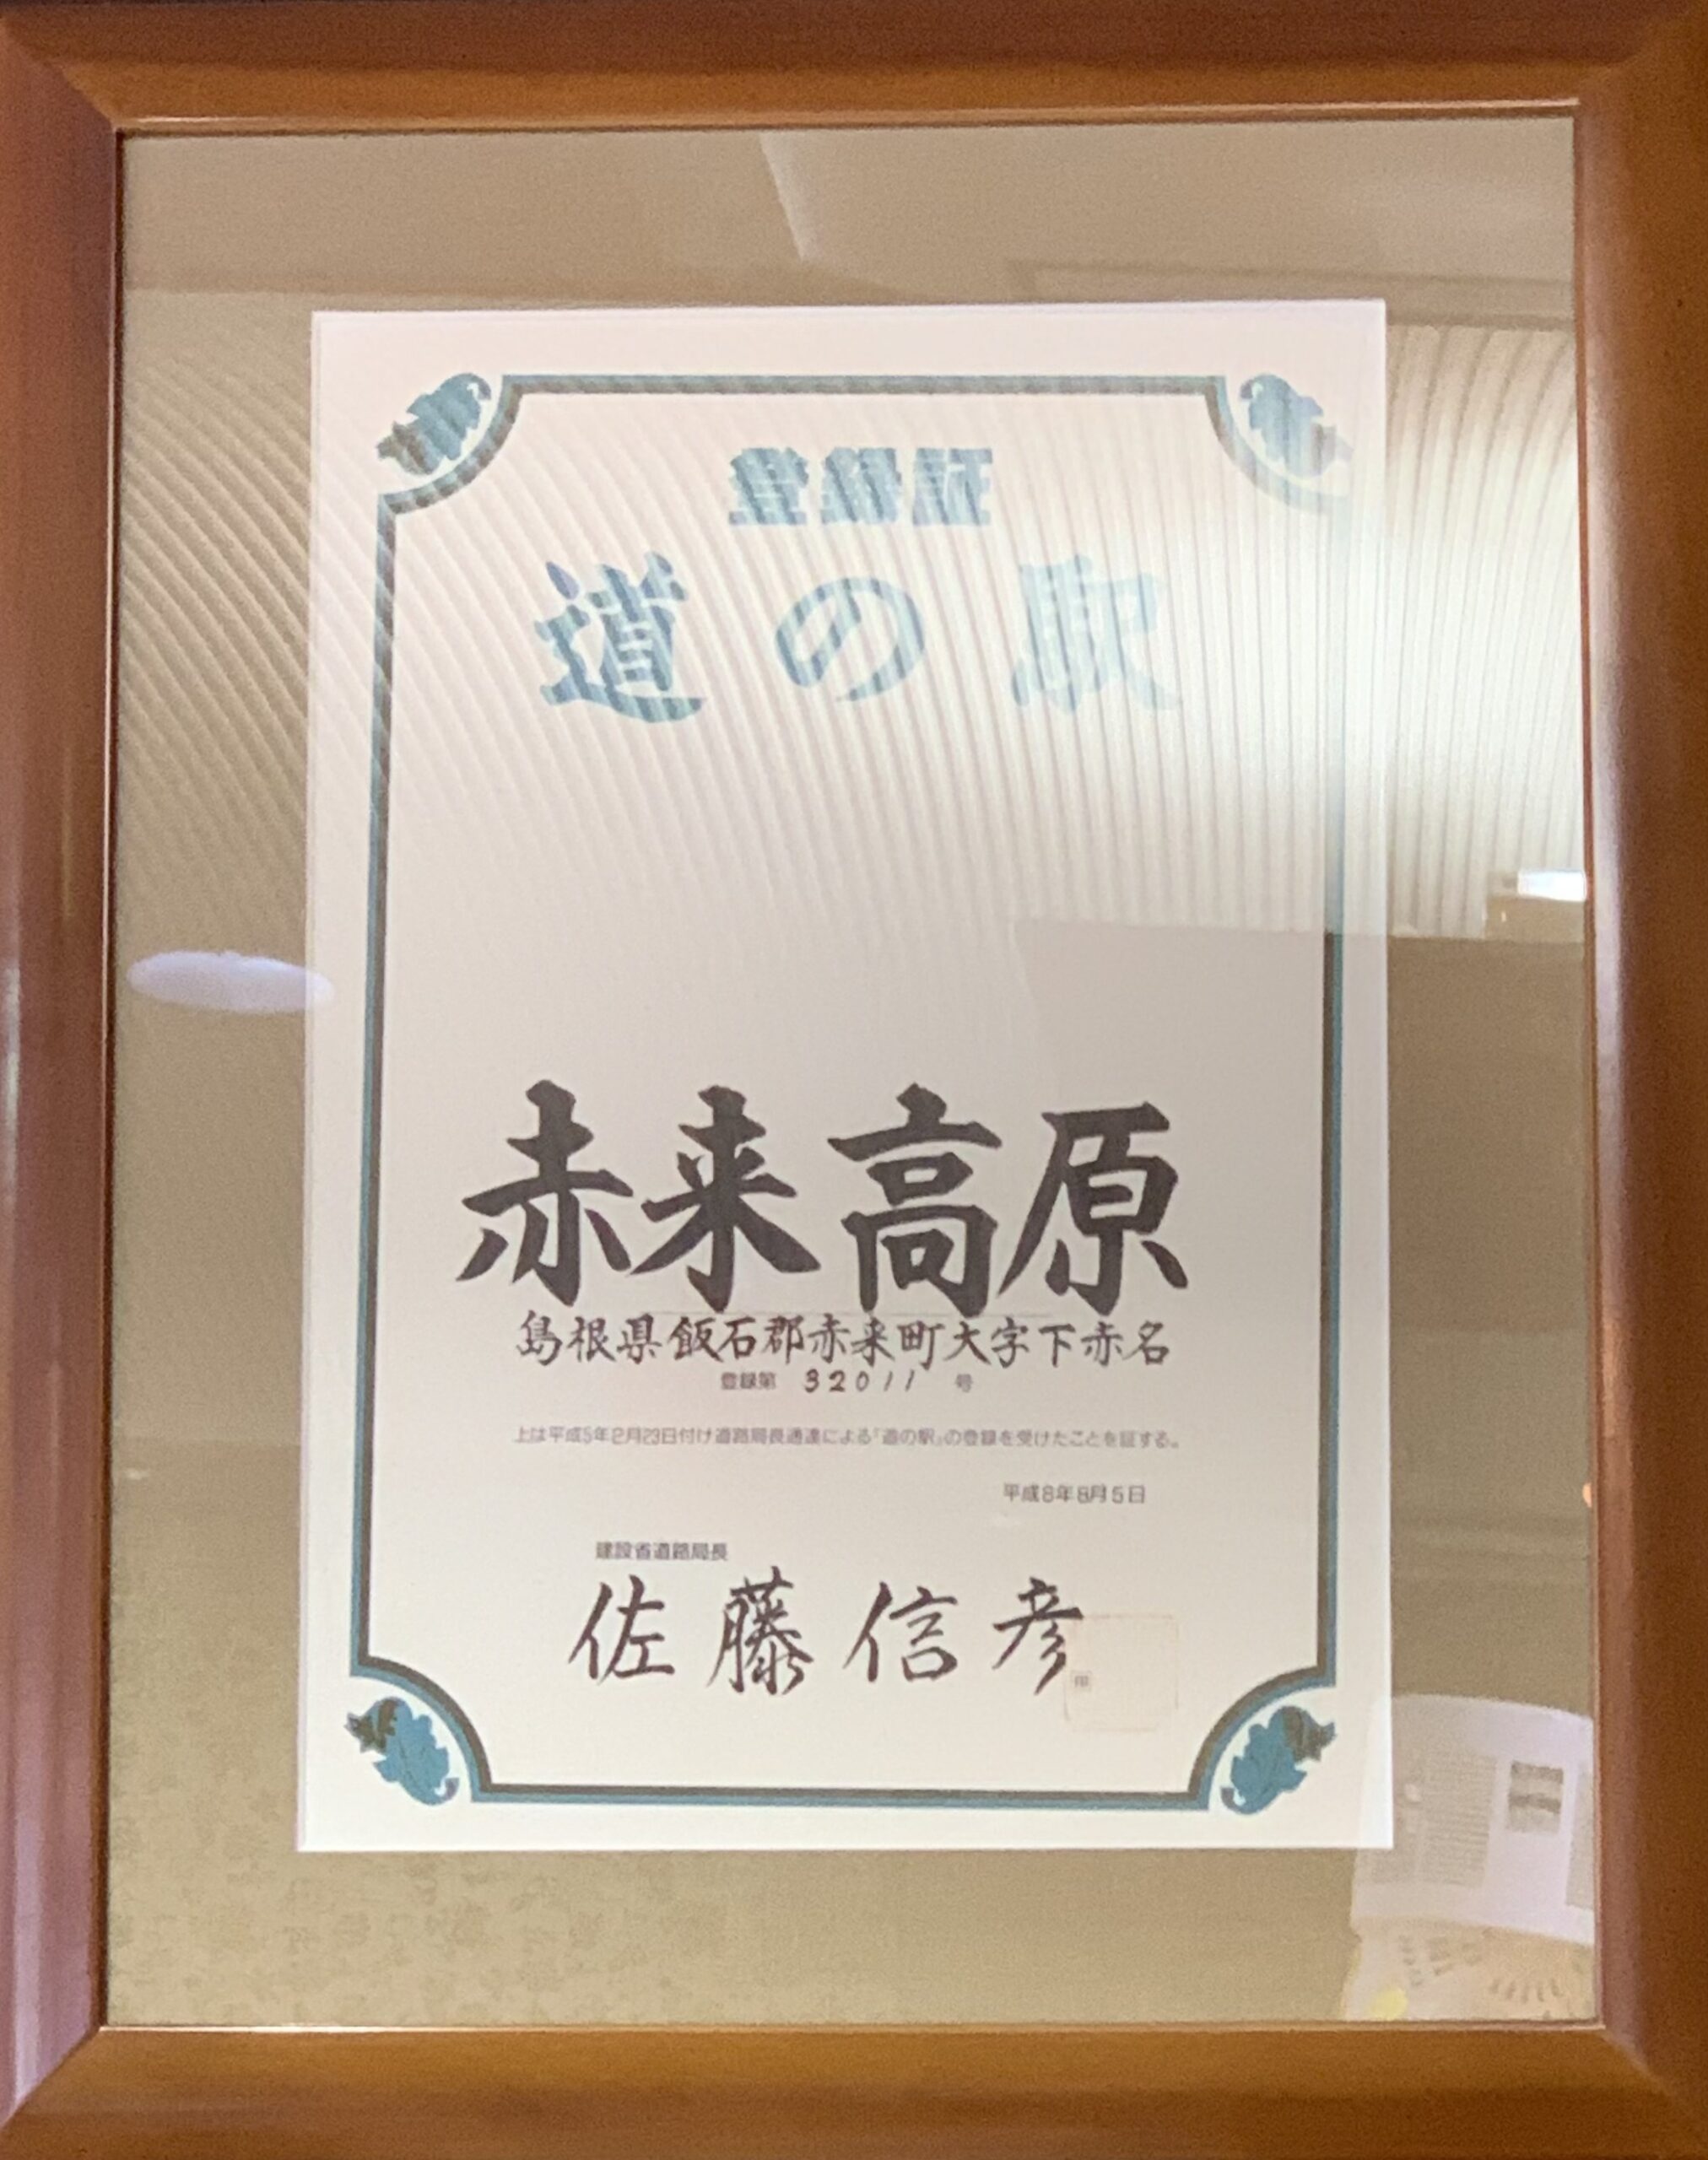 登録証
道の駅
赤来高原
島根県飯石郡赤来町大字下赤名
登録第 32011 号
上は平成5年2月23日付け道路局長通達による「道の駅」の登録を受けたことを証する。
平成8年8月5日
建設省道路局長
佐藤信彦
印